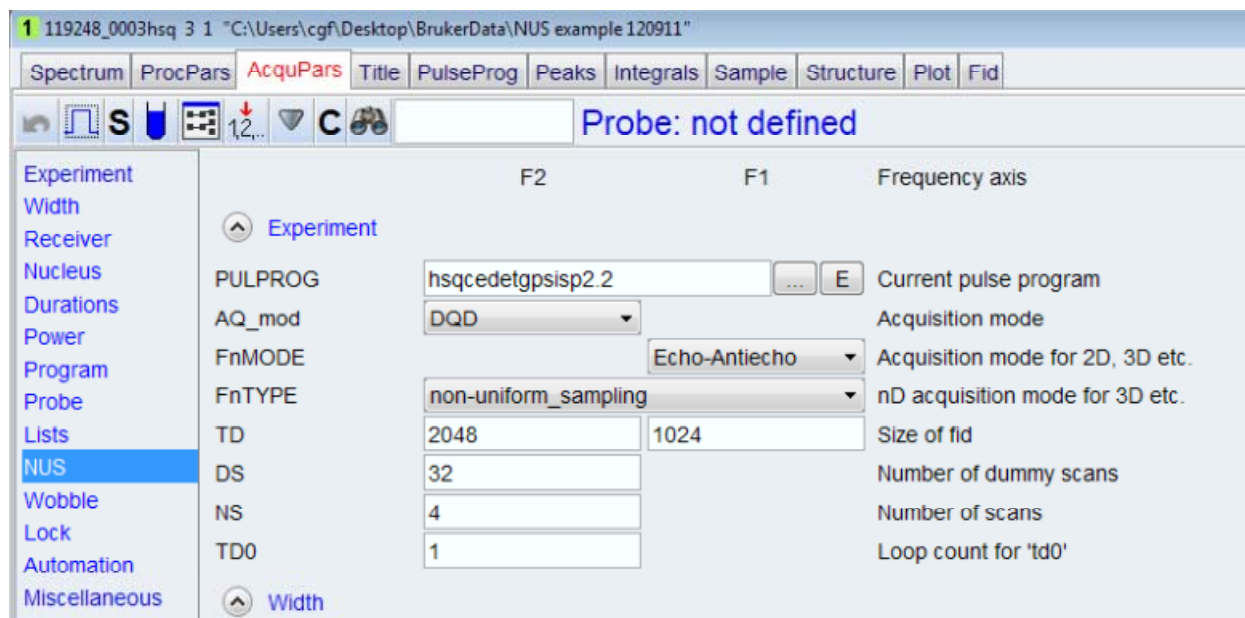 1 119248_0003hsq 3 1 "C:\Users\cgf\Desktop\BrukerData\NUS example 120911"
Spectrum ProcPars AcquPars Title PulseProg Peaks Integrals Sample Structure Plot Fid
S 1,2,.. C Probe: not defined
Experiment
Width
Receiver
Nucleus
Durations
Power
Program
Probe
Lists
NUS
Wobble
Lock
Automation
Miscellaneous
F2 F1 Frequency axis
Experiment
PULPROG hsqcedetgpsisp2.2 ... E Current pulse program
AQ_mod DQD Acquisition mode
FnMODE Echo-Antiecho Acquisition mode for 2D, 3D etc.
FnTYPE non-uniform_sampling nD acquisition mode for 3D etc.
TD 2048 1024 Size of fid
DS 32 Number of dummy scans
NS 4 Number of scans
TD0 1 Loop count for 'td0'
Width